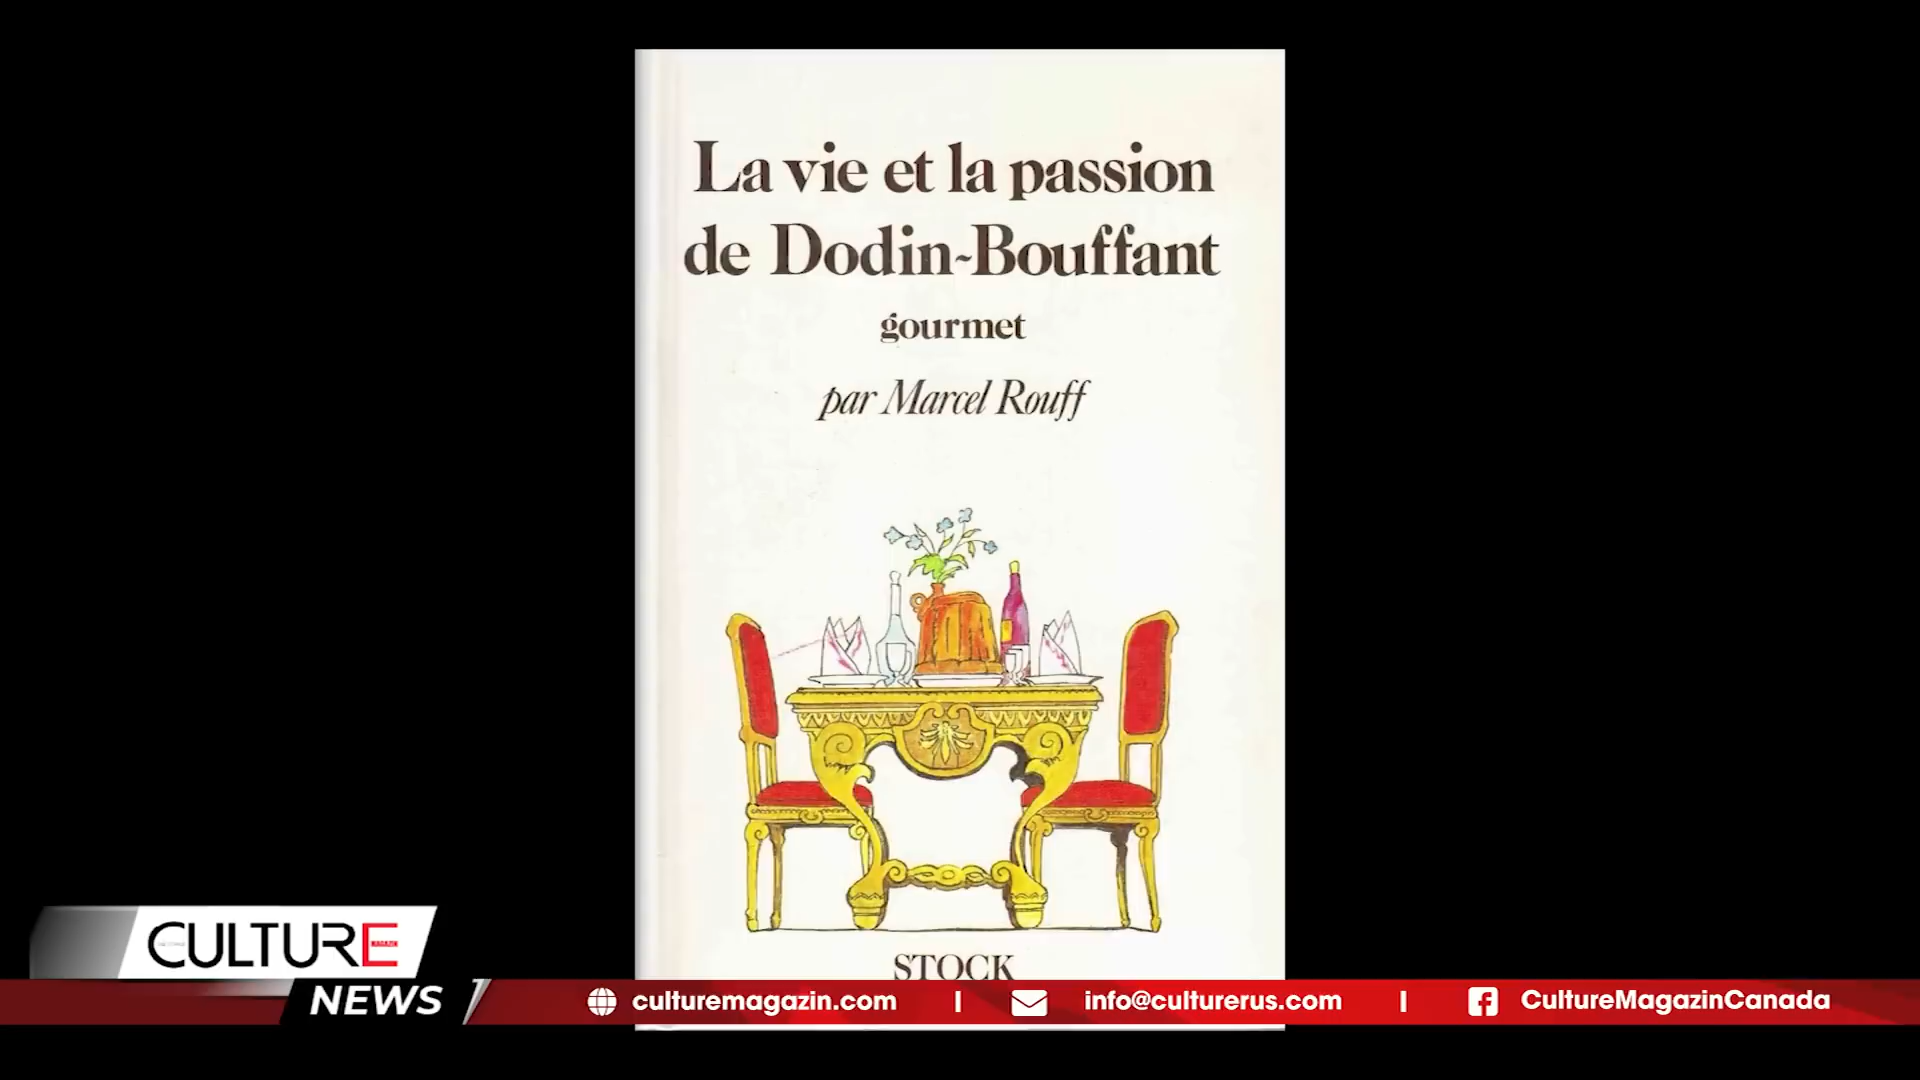 La vie et la passion
de Dodin-Bouffant
gourmet
par Marcel Rouff
STOCK
CULTURE
NEWS
culturemagazin.com | info@culturerus.com | CultureMagazinCanada